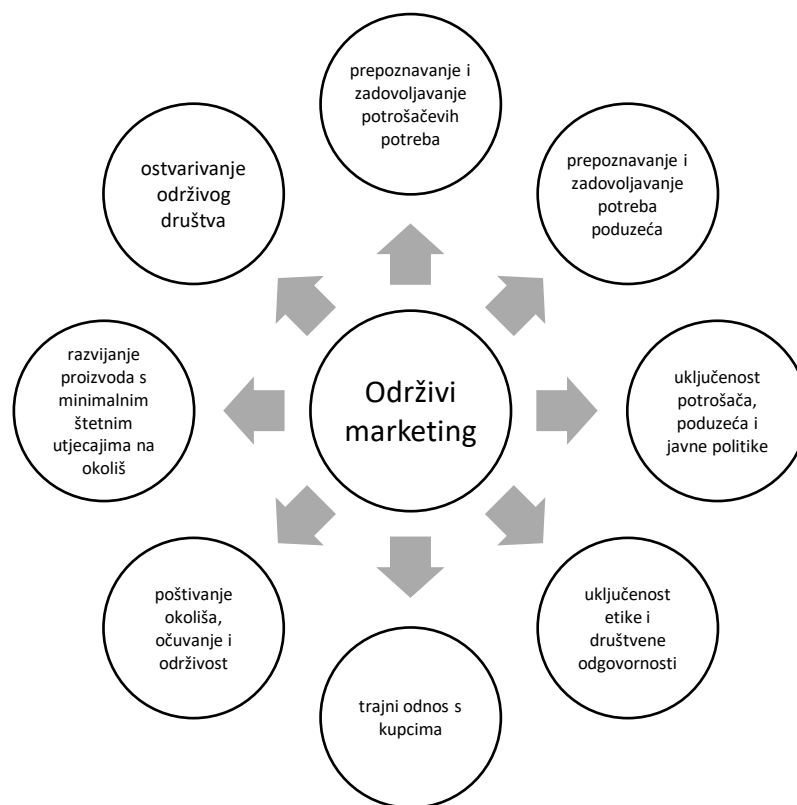 prepoznavanje i
zadovoljavanje
potrošačevih
potreba
prepoznavanje i
zadovoljavanje
potreba
poduzeća
uključenost
potrošača,
poduzeća i
javne politike
uključenost
etike i
društvene
odgovornosti
trajni odnos s
kupcima
poštivanje
okoliša,
očuvanje i
održivost
razvijanje
proizvoda s
minimalnim
štetnim
utjecajima na
okoliš
ostvarivanje
održivog
društva
Održivi
marketing